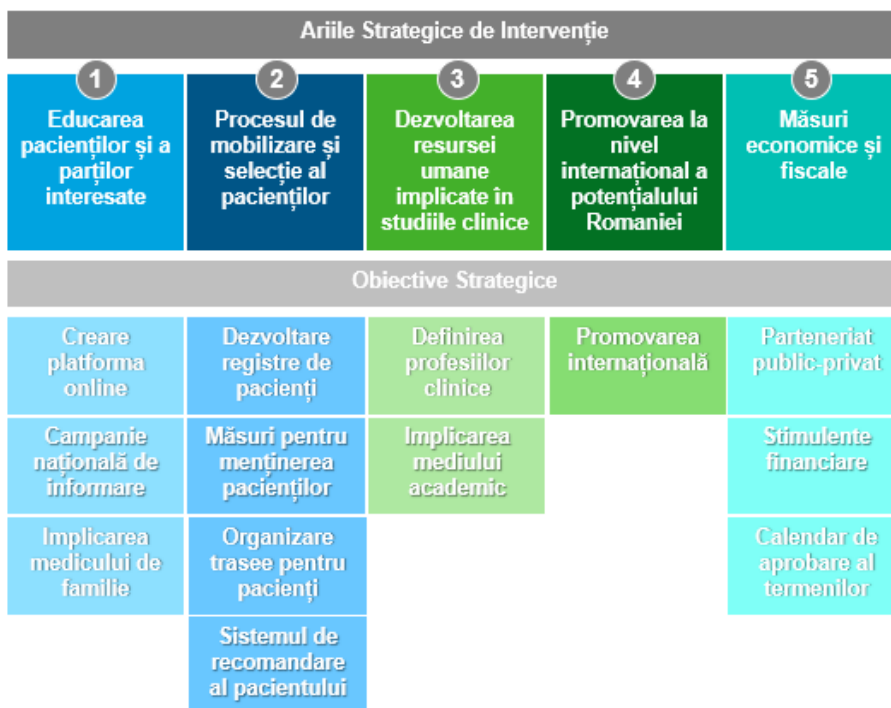 Ariile Strategice de Intervenție
1
Educarea
pacienților și a
parților
interesate
2
Procesul de
mobilizare și
selecție al
pacienților
3
Dezvoltarea
resursei
umane
implicate în
studiile clinice
4
Promovarea la
nivel
internațional a
potențialului
Romaniei
5
Măsuri
economice și
fiscale
Obiective Strategice
Creare
platforma
online
Campanie
națională de
informare
Implicarea
medicului de
familie
Dezvoltare
registre de
pacienți
Măsuri pentru
menținerea
pacienților
Organizare
trasee pentru
pacienți
Sistemul de
recomandare
al pacientului
Definirea
profesiilor
clinice
Implicarea
mediului
academic
Promovarea
internațională
Parteneriat
public-privat
Stimulente
financiare
Calendar de
aprobare al
termenilor